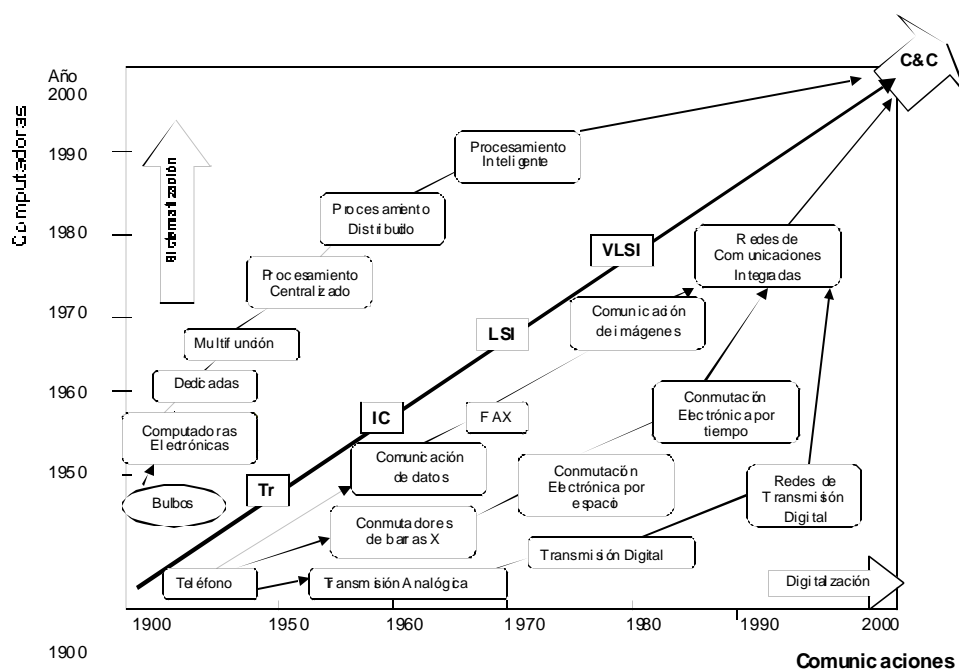 C&C
Año
2000
Computadoras
Sistematización
1990
Procesamiento
Inteligente
Procesamiento
Distribuido
1980
VLSI
Redes de
Comunicaciones
Integradas
Procesamiento
Centralizado
1970
Comunicación
de imágenes
LSI
Multifunción
1960
Dedicadas
IC
FAX
Conmutación
Electrónica por
tiempo
Computadoras
Electrónicas
1950
Comunicación
de datos
Conmutación
Electrónica por
espacio
Redes de
Transmisión
Digital
Tr
Bulbos
Conmutadores
de barras X
Transmisión Digital
Teléfono
Transmisión Analógica
Digitalzación
1900
1950
1960
1970
1980
1990
2000
1900
Comunicaciones